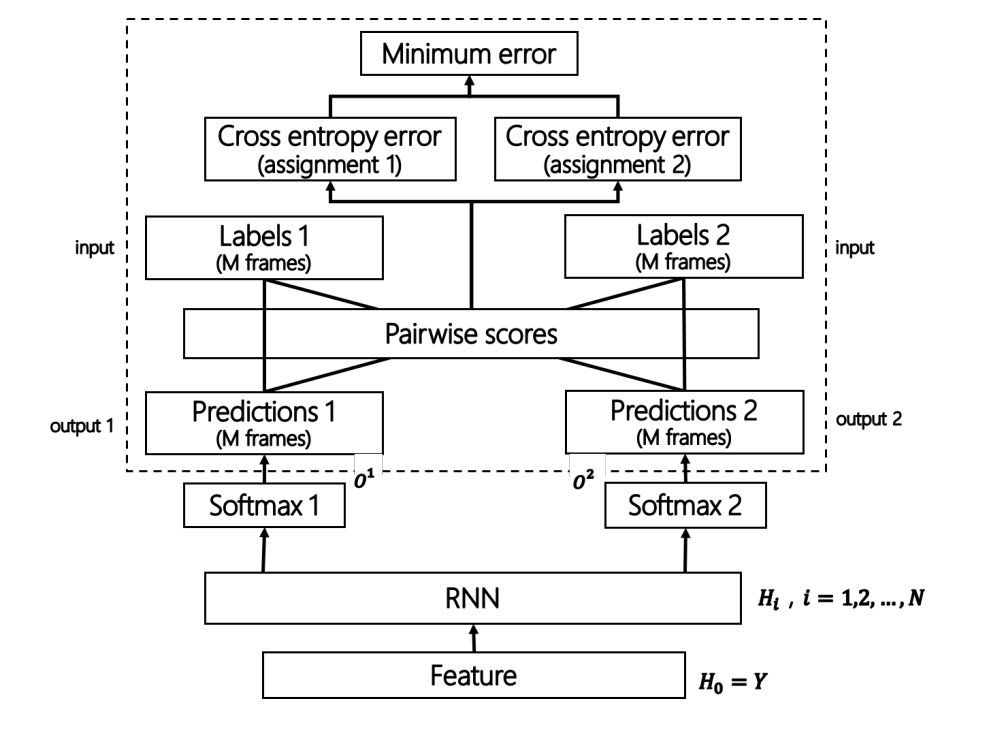 Minimum error
Cross entropy error
(assignment 1)
Cross entropy error
(assignment 2)
input
Labels 1
(M frames)
Labels 2
(M frames)
input
Pairwise scores
output 1
Predictions 1
(M frames)
Predictions 2
(M frames)
output 2
O¹
O²
Softmax 1
Softmax 2
RNN
H_i , i = 1,2, ..., N
Feature
H₀ = Y